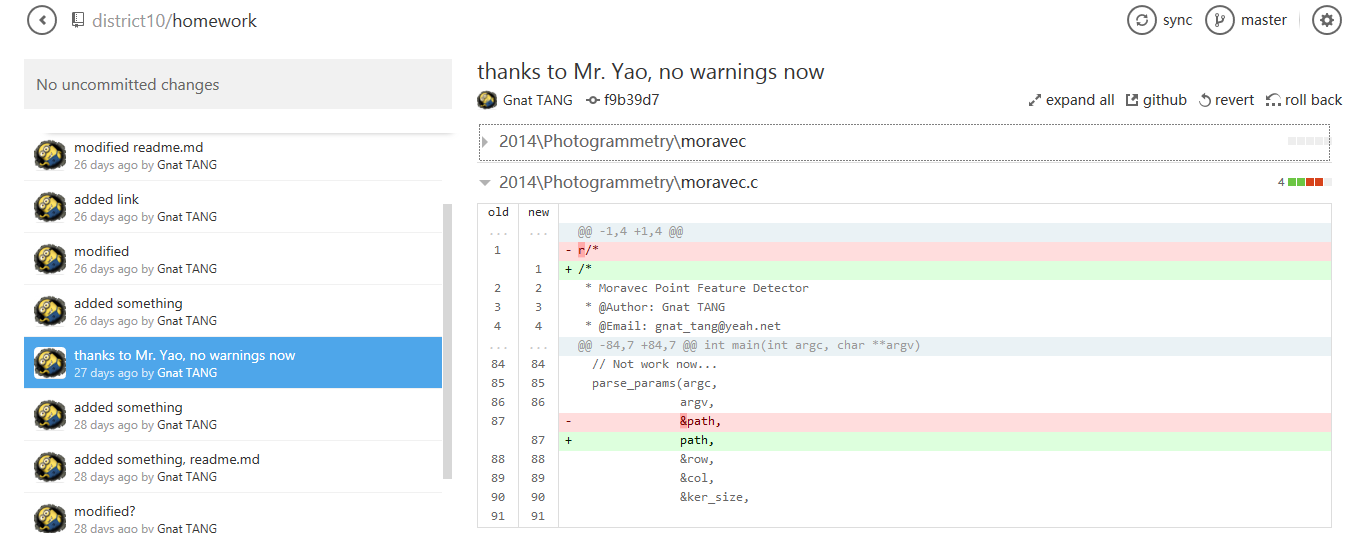 district10/homework
sync
master
No uncommitted changes
modified readme.md
26 days ago by Gnat TANG
added link
26 days ago by Gnat TANG
modified
26 days ago by Gnat TANG
added something
26 days ago by Gnat TANG
thanks to Mr. Yao, no warnings now
27 days ago by Gnat TANG
added something
28 days ago by Gnat TANG
added something, readme.md
28 days ago by Gnat TANG
modified?
28 days ago by Gnat TANG
thanks to Mr. Yao, no warnings now
Gnat TANG f9b39d7
expand all github revert roll back
2014\Photogrammetry\moravec
2014\Photogrammetry\moravec.c 4
old new
... ... @@ -1,4 +1,4 @@
1 - r/*
1 + /*
2 2 * Moravec Point Feature Detector
3 3 * @Author: Gnat TANG
4 4 * @Email: gnat_tang@yeah.net
... ... @@ -84,7 +84,7 @@ int main(int argc, char **argv)
84 84 // Not work now...
85 85 parse_params(argc,
86 86 argv,
87 - &path,
87 + path,
88 88 &row,
89 89 &col,
90 90 &ker_size,
91 91